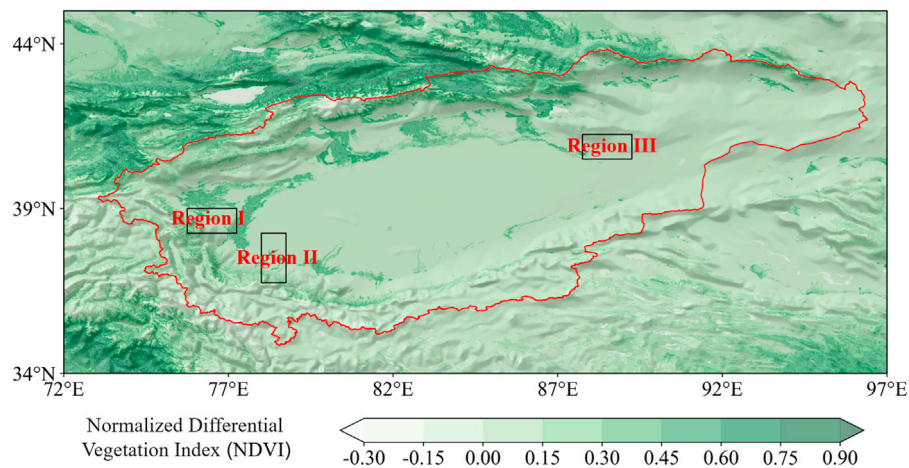 44°N
39°N
34°N
Region III
Region I
Region II
72°E 77°E 82°E 87°E 92°E 97°E
Normalized Differential
Vegetation Index (NDVI)
-0.30 -0.15 0.00 0.15 0.30 0.45 0.60 0.75 0.90